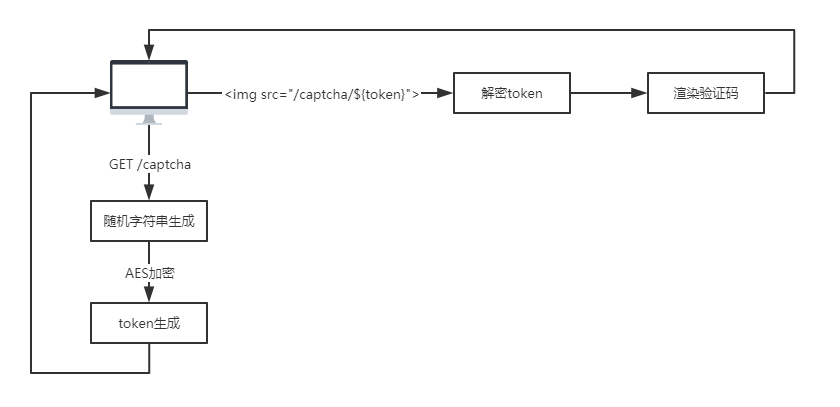 <img src="/captcha/${token}">
解密token
渲染验证码
GET /captcha
随机字符串生成
AES加密
token生成